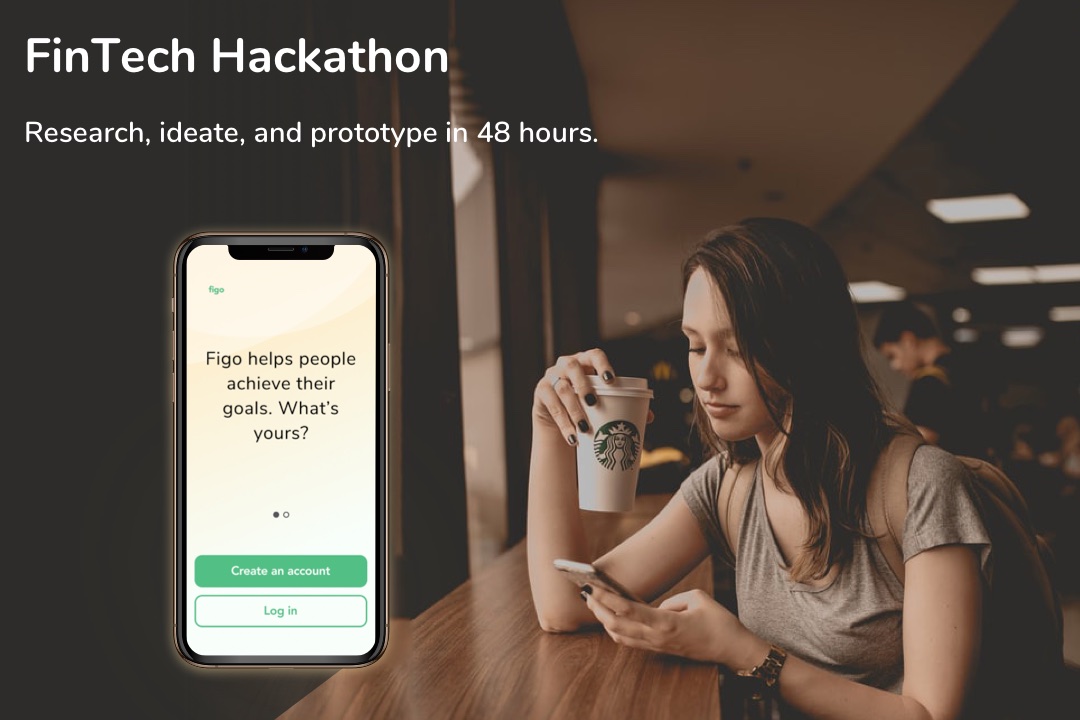 FinTech Hackathon
Research, ideate, and prototype in 48 hours.
figo
Figo helps people
achieve their
goals. What's
yours?
Create an account
Log in